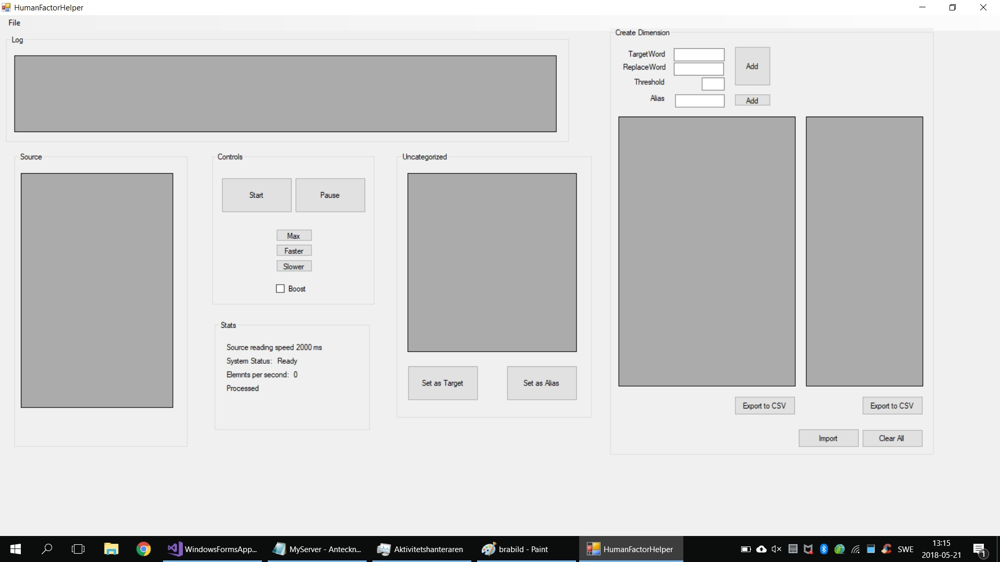 HumanFactorHelper
File
Log
Create Dimension
TargetWord
ReplaceWord
Threshold
Alias
Add
Add
Source
Controls
Start
Pause
Max
Faster
Slower
Boost
Stats
Source reading speed 2000 ms
System Status: Ready
Elemnts per second: 0
Processed
Uncategorized
Set as Target
Set as Alias
Export to CSV
Export to CSV
Import
Clear All
WindowsFormsApp...
MyServer - Anteckn...
Aktivitetshanteraren
brabild - Paint
HumanFactorHelper
SWE
13:15
2018-05-21
1